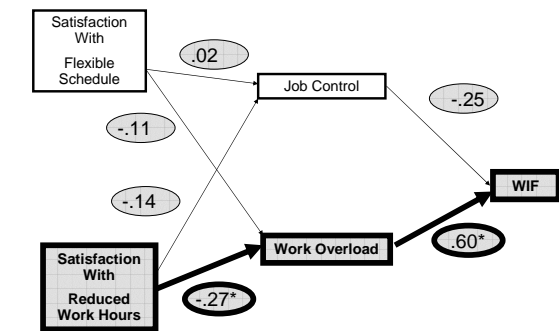 Satisfaction
With
Flexible
Schedule
.02
Job Control
-.25
-.11
-.14
WIF
Work Overload
.60*
Satisfaction
With
Reduced
Work Hours
-.27*